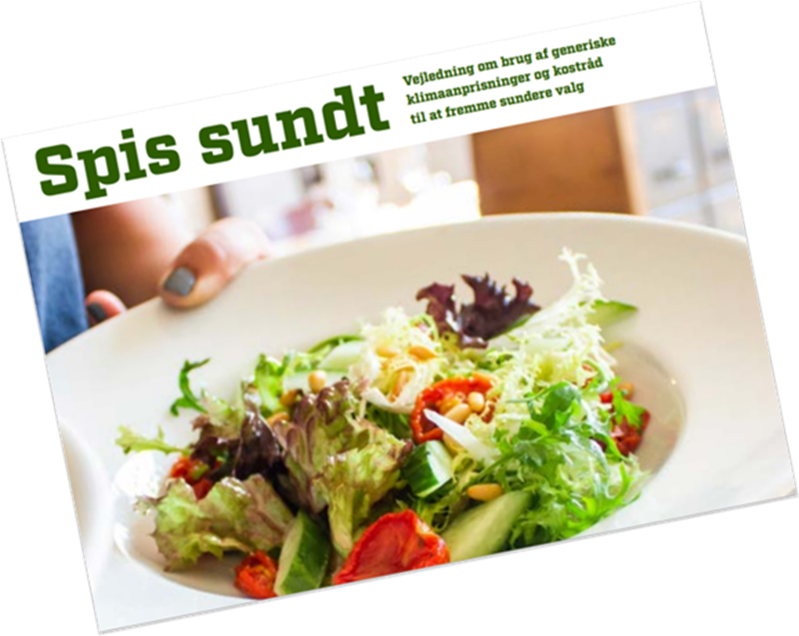 Spis sundt
Vejledning om brug af generiske
klimaanprisninger og kostråd
til at fremme sundere valg